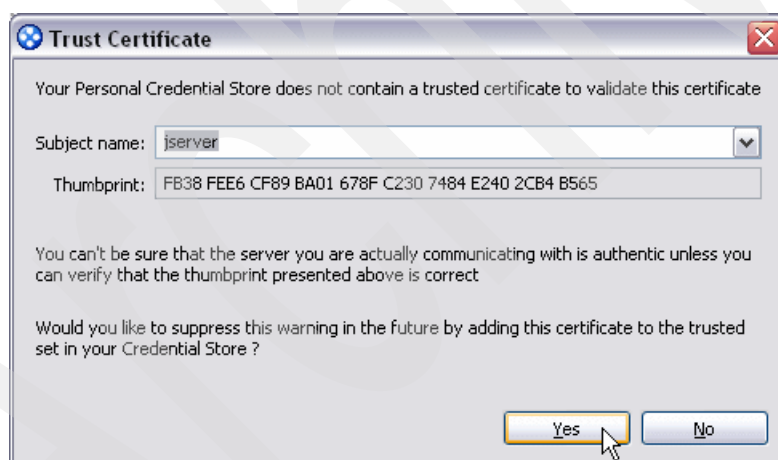 Trust Certificate
Your Personal Credential Store does not contain a trusted certificate to validate this certificate
Subject name: jserver
Thumbprint: FB38 FEE6 CF89 BA01 678F C230 7484 E240 2CB4 B565
You can't be sure that the server you are actually communicating with is authentic unless you
can verify that the thumbprint presented above is correct
Would you like to suppress this warning in the future by adding this certificate to the trusted
set in your Credential Store ?
Yes No